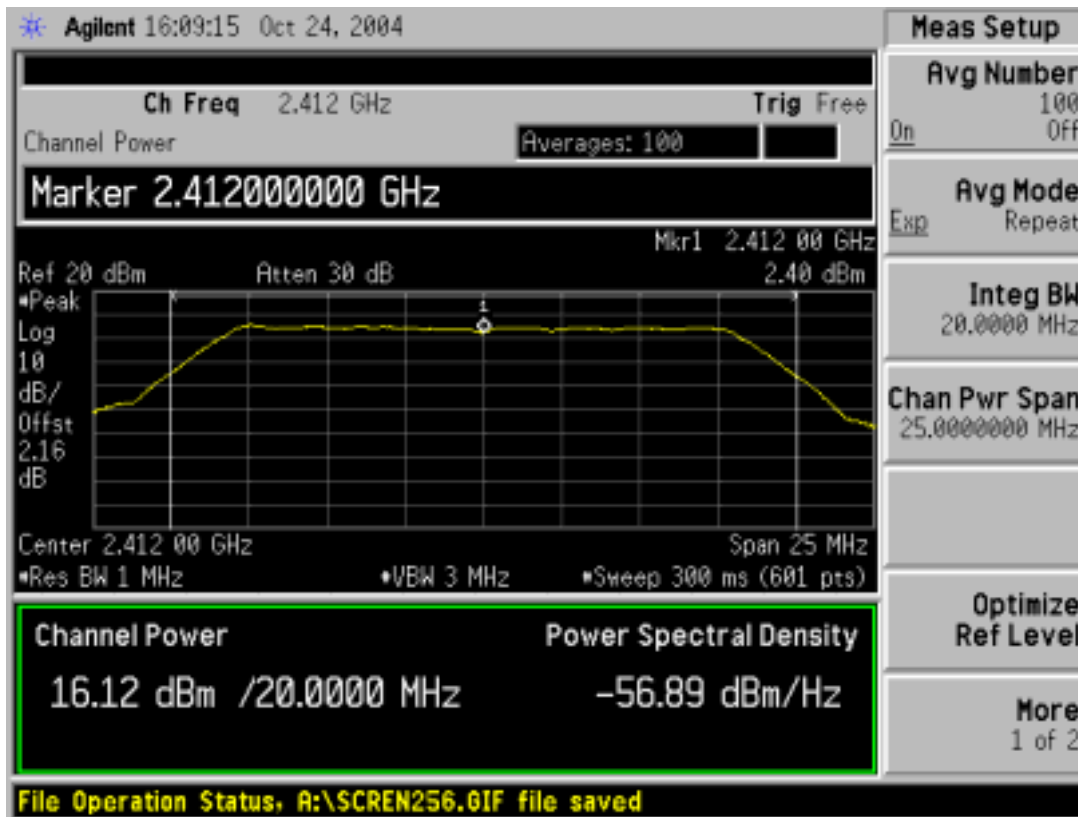 Agilent 16:09:15 Oct 24, 2004
Meas Setup
Ch Freq 2.412 GHz Trig Free
Channel Power Averages: 100
Marker 2.412000000 GHz
Mkr1 2.412 00 GHz
Ref 20 dBm Atten 30 dB 2.40 dBm
#Peak
Log
10
dB/
Offst
2.16
dB
1
Center 2.412 00 GHz Span 25 MHz
#Res BW 1 MHz #VBW 3 MHz #Sweep 300 ms (601 pts)
Channel Power Power Spectral Density
16.12 dBm /20.0000 MHz -56.89 dBm/Hz
File Operation Status, A:\SCREN256.GIF file saved
Avg Number
100
On Off
Avg Mode
Exp Repeat
Integ BW
20.0000 MHz
Chan Pwr Span
25.0000000 MHz
Optimize
Ref Level
More
1 of 2